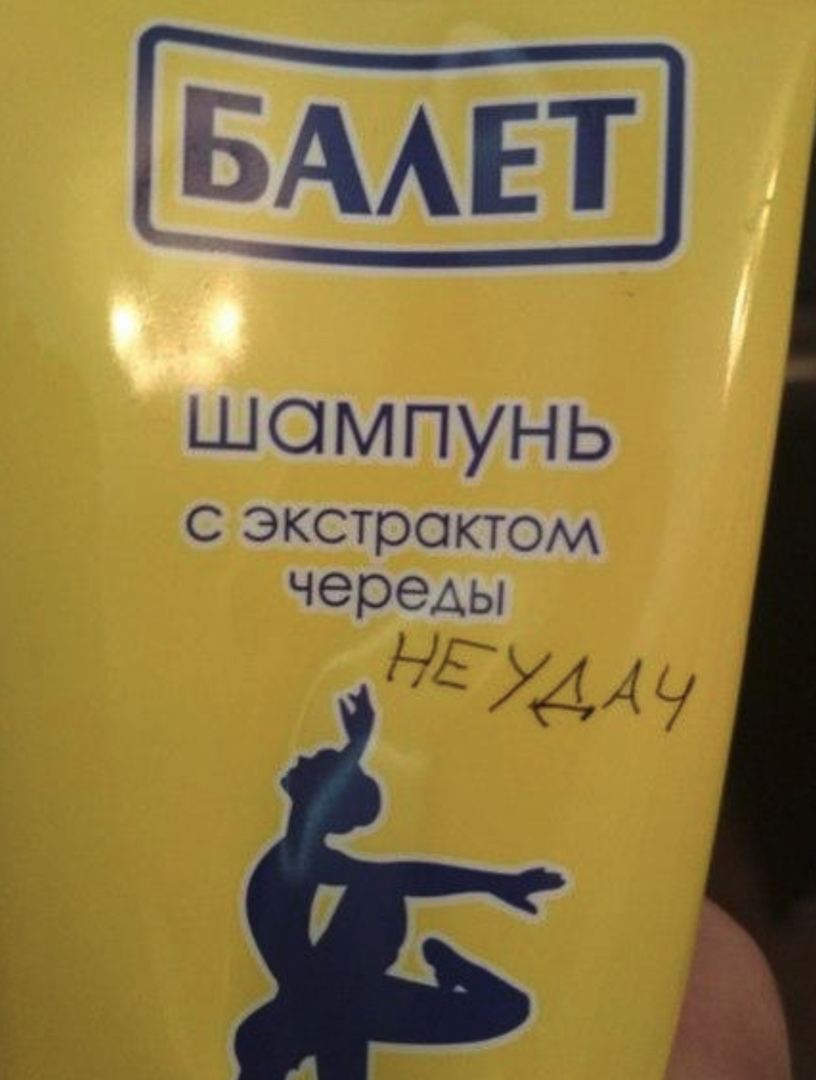 БАЛЕТ
шампунь
с экстрактом
череды
НЕУДАЧ